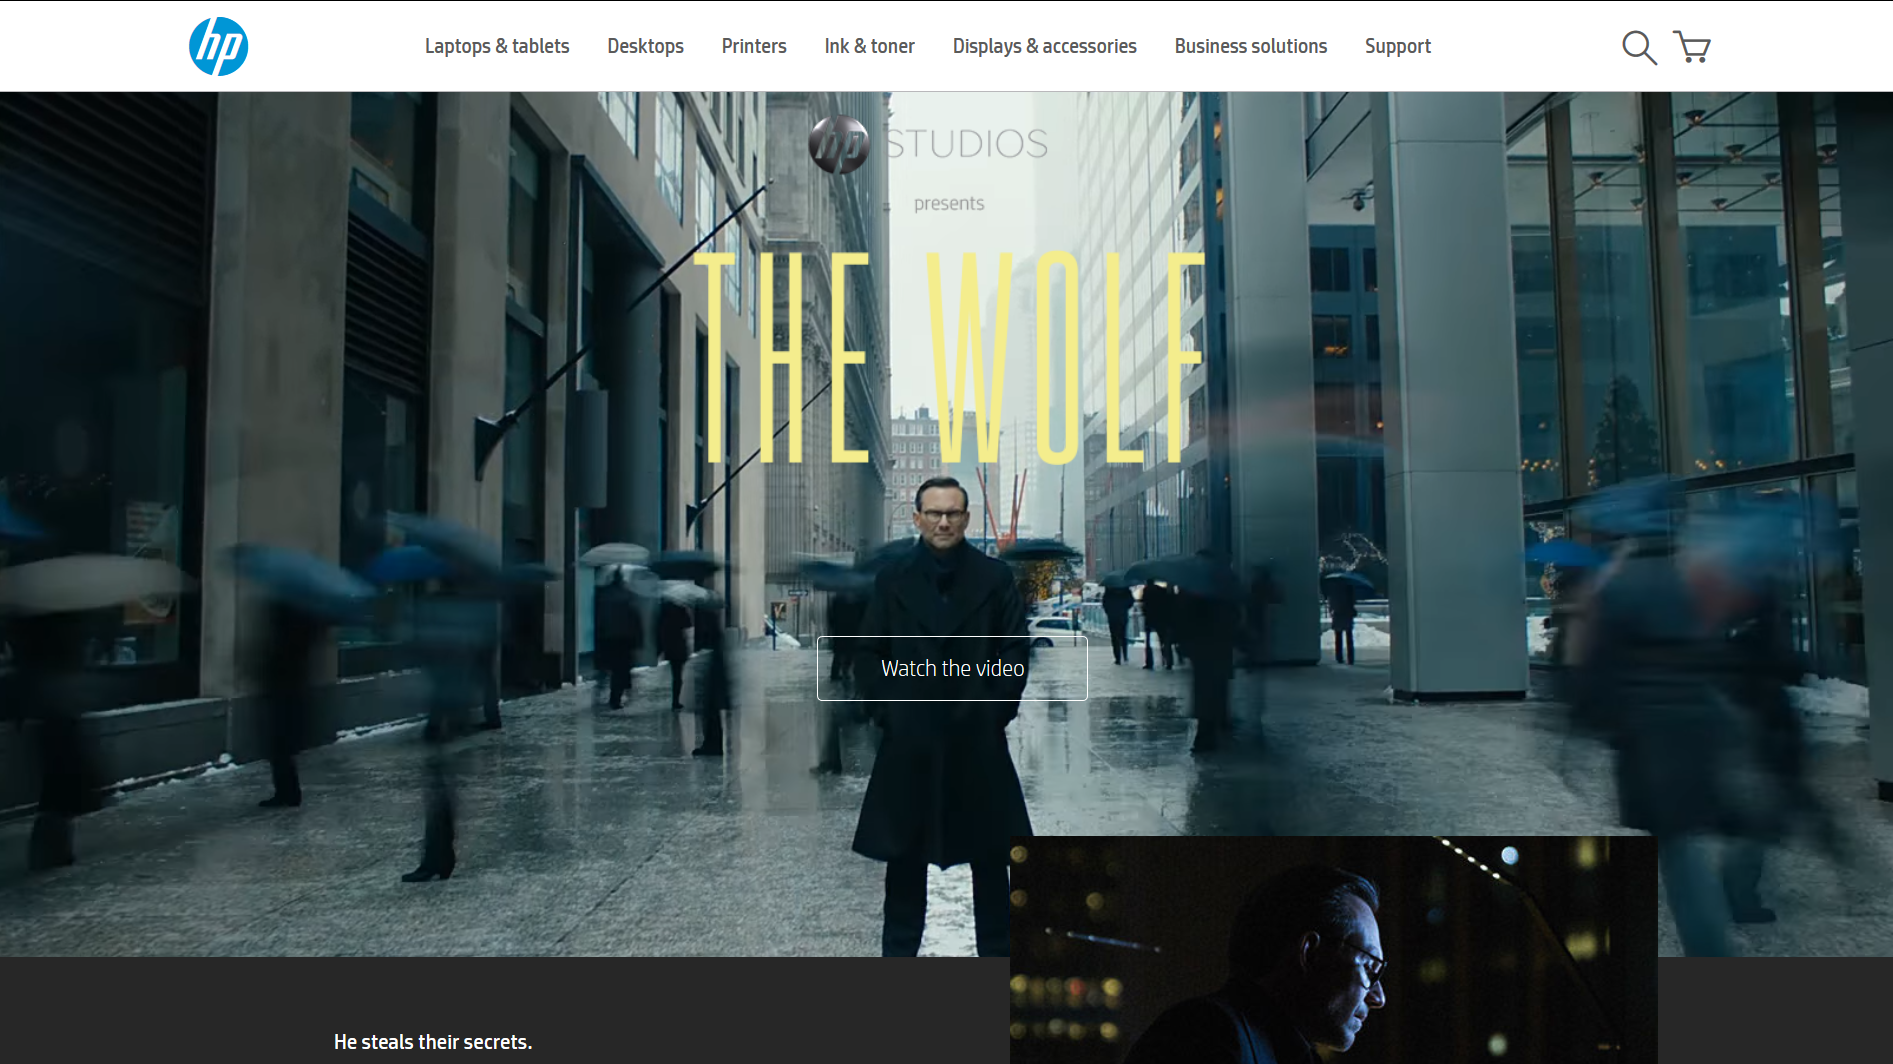 hp
Laptops & tablets
Desktops
Printers
Ink & toner
Displays & accessories
Business solutions
Support
hp STUDIOS
presents
THE WOLF
Watch the video
He steals their secrets.